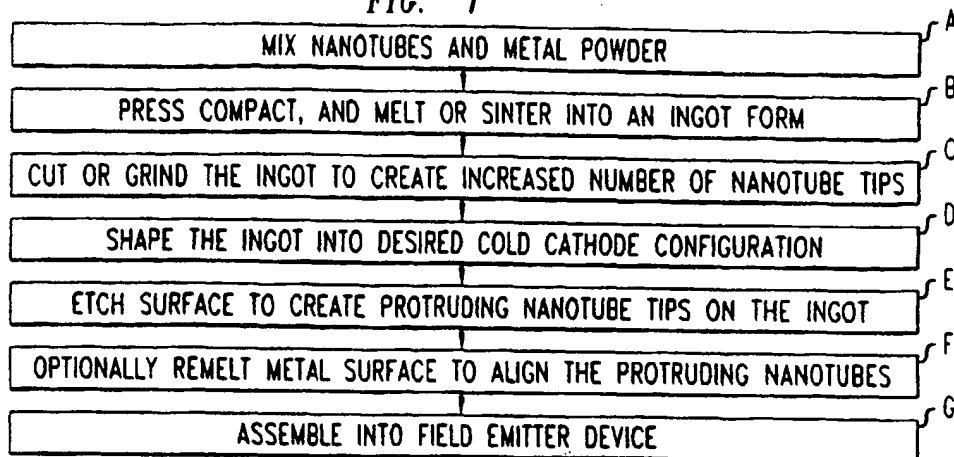 FIG. 1
A
MIX NANOTUBES AND METAL POWDER
B
PRESS COMPACT, AND MELT OR SINTER INTO AN INGOT FORM
C
CUT OR GRIND THE INGOT TO CREATE INCREASED NUMBER OF NANOTUBE TIPS
D
SHAPE THE INGOT INTO DESIRED COLD CATHODE CONFIGURATION
E
ETCH SURFACE TO CREATE PROTRUDING NANOTUBE TIPS ON THE INGOT
F
OPTIONALLY REMELT METAL SURFACE TO ALIGN THE PROTRUDING NANOTUBES
G
ASSEMBLE INTO FIELD EMITTER DEVICE